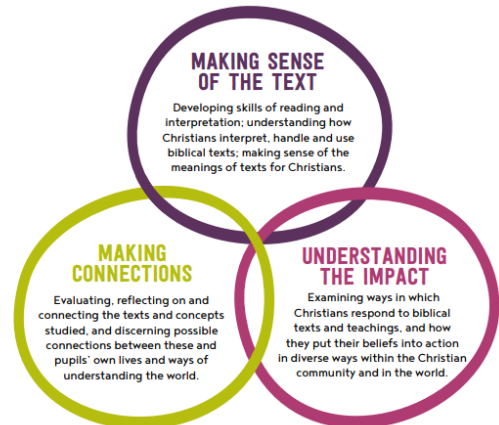 MAKING SENSE
OF THE TEXT
Developing skills of reading and
interpretation; understanding how
Christians interpret, handle and use
biblical texts; making sense of the
meanings of texts for Christians.
MAKING
CONNECTIONS
Evaluating, reflecting on and
connecting the texts and concepts
studied, and discerning possible
connections between these and
pupils' own lives and ways of
understanding the world.
UNDERSTANDING
THE IMPACT
Examining ways in which
Christians respond to biblical
texts and teachings, and how
they put their beliefs into action
in diverse ways within the Christian
community and in the world.